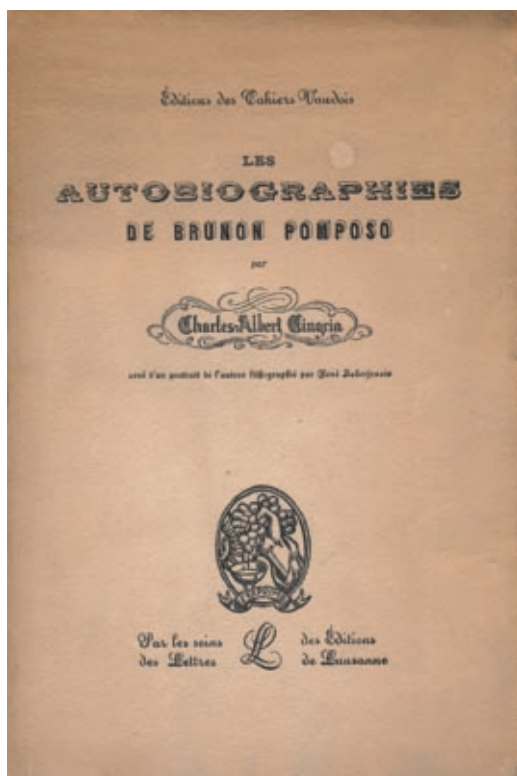 Éditions des Cahiers Vaudois
LES
AUTOBIOGRAPHIES
DE BRUNON POMPOSO
par
Charles-Albert Cingria
orné d'un portrait de l'auteur lithographié par René Auberjonois
Par les soins L des Éditions
des Lettres de Lausanne